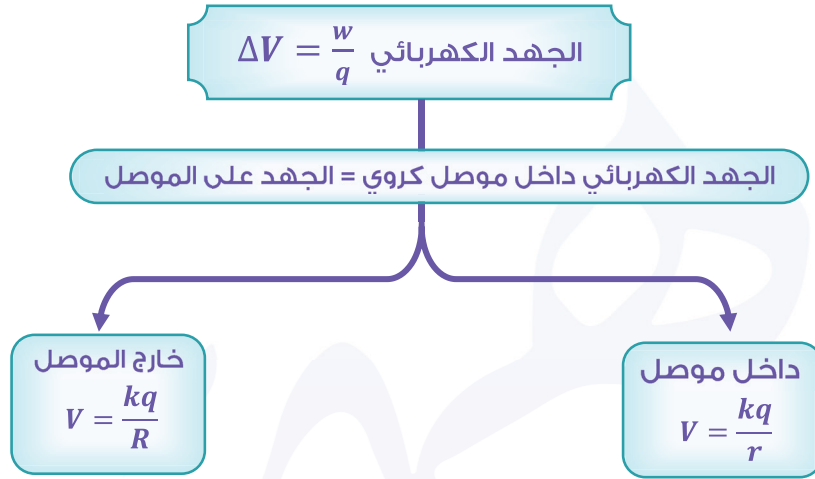 الجهد الكهربائي ΔV = w/q
الجهد الكهربائي داخل موصل كروي = الجهد على الموصل
داخل موصل
V = kq/r
خارج الموصل
V = kq/R